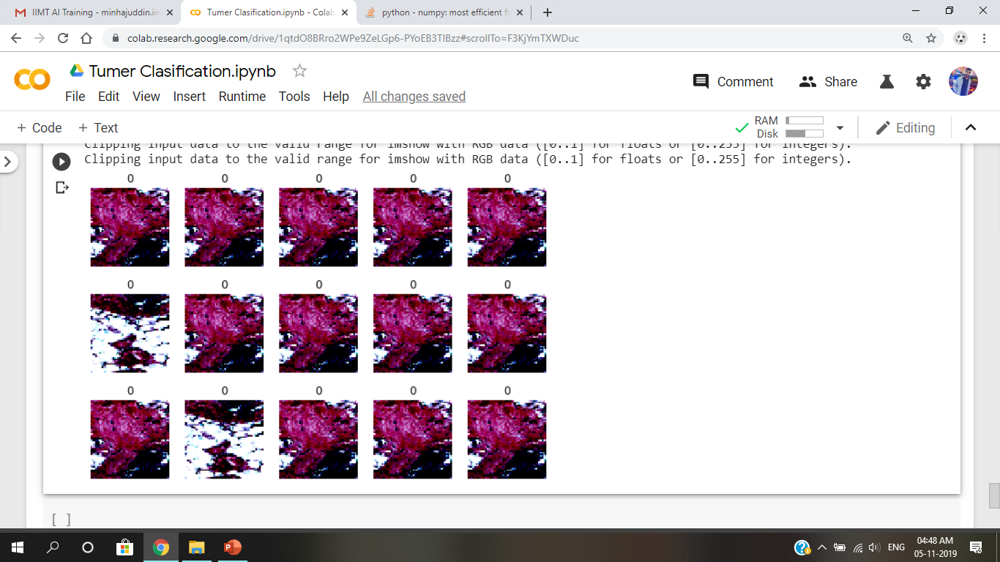 IIMT AI Training - minhajuddin.iin
Tumer Clasification.ipynb - Colab
python - numpy: most efficient fr
colab.research.google.com/drive/1qtdO8BRro2WPe9ZeLGp6-PYoEB3TIBzz#scrollTo=F3KjYmTXWDuc
Tumer Clasification.ipynb
Comment
Share
File Edit View Insert Runtime Tools Help All changes saved
+ Code + Text
RAM
Disk
Editing
Clipping input data to the valid range for imshow with RGB data ([0..1] for floats or [0..255] for integers).
Clipping input data to the valid range for imshow with RGB data ([0..1] for floats or [0..255] for integers).
0 0 0 0 0
0 0 0 0 0
0 0 0 0 0
[ ]
ENG
04:48 AM
05-11-2019